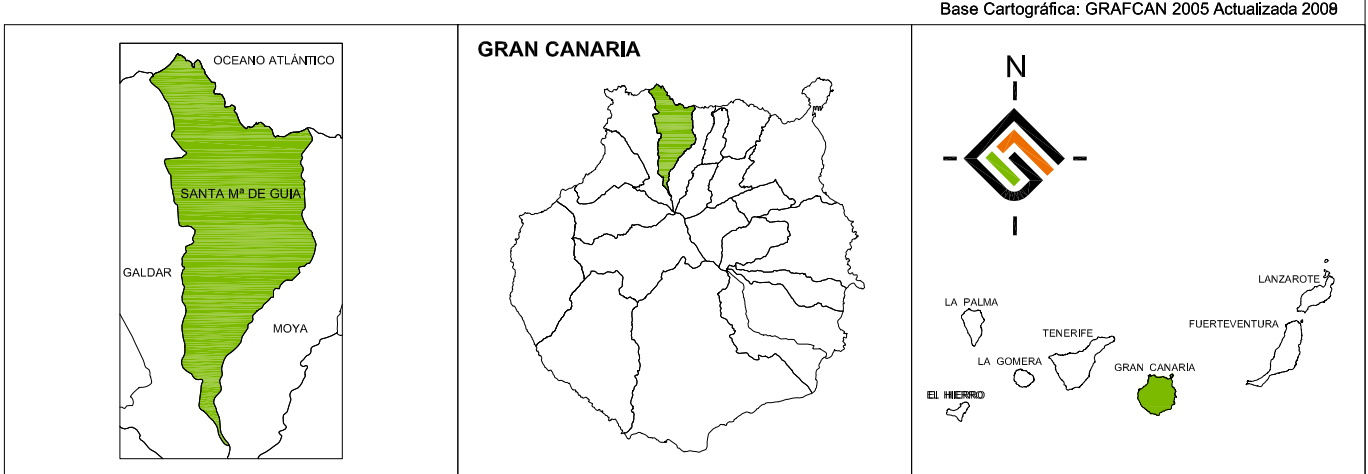 Base Cartográfica: GRAFCAN 2005 Actualizada 2009
OCEANO ATLÁNTICO
SANTA Mª DE GUIA
GALDAR
MOYA
GRAN CANARIA
N
LANZAROTE
LA PALMA
FUERTEVENTURA
TENERIFE
LA GOMERA
GRAN CANARIA
EL HIERRO